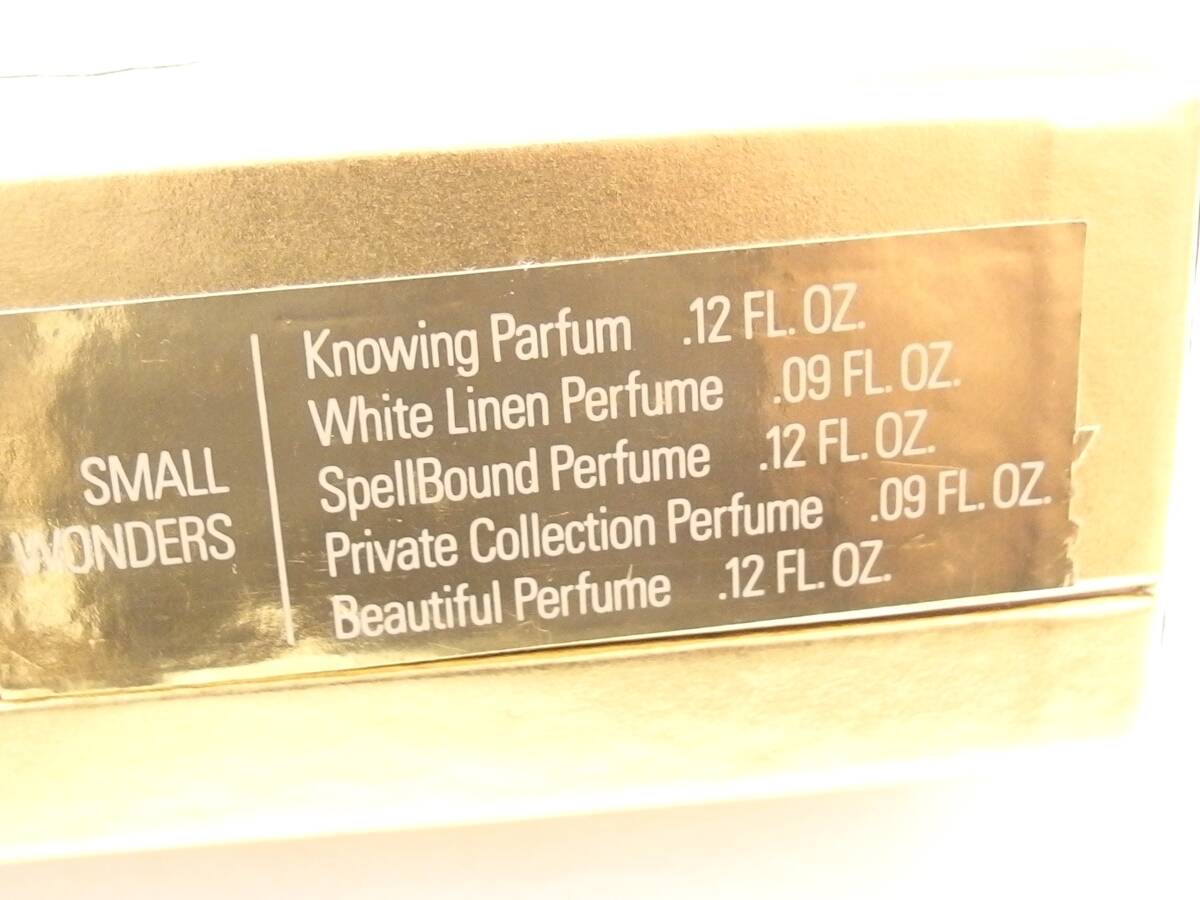 SMALL
WONDERS
Knowing Parfum .12 FL. OZ.
White Linen Perfume .09 FL. OZ.
SpellBound Perfume .12 FL. OZ.
Private Collection Perfume .09 FL. OZ.
Beautiful Perfume .12 FL. OZ.